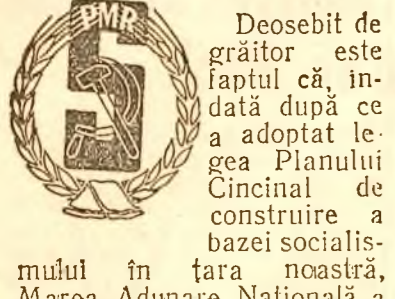 PMR
5
Deosebit de
grăitor este
faptul că, în-
dată după ce
a adoptat le-
gea Planului
Cincinal de
construire a
bazei socialis-
mului în țara noastră,
Marea Adunare Națională a